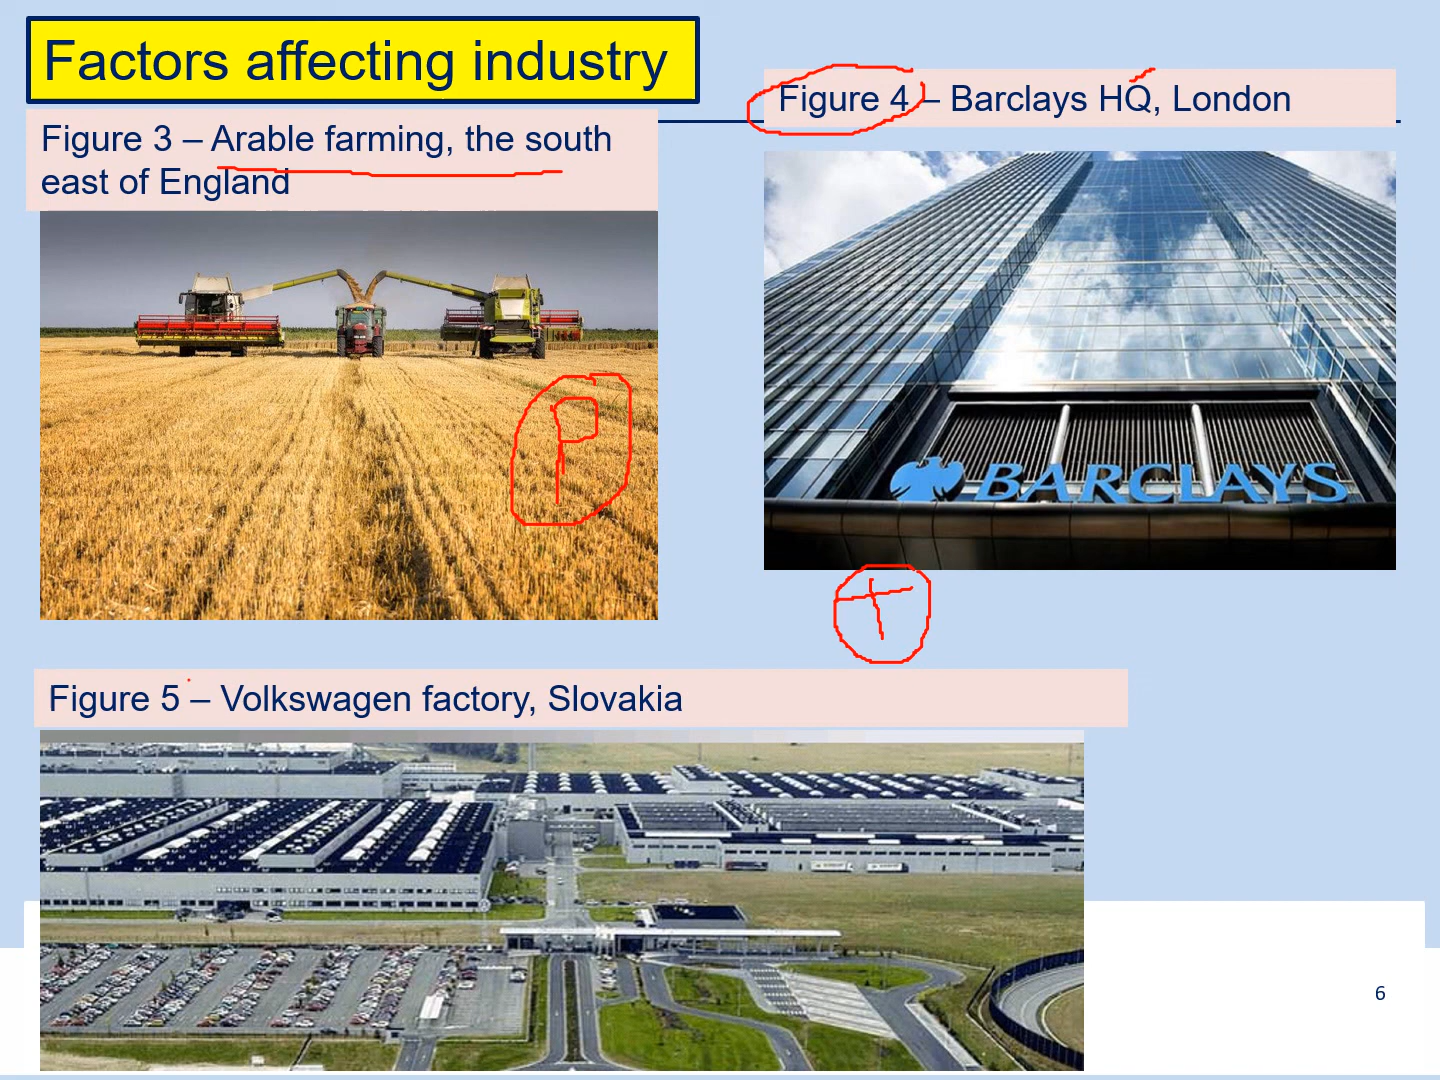 Factors affecting industry
Figure 3 – Arable farming, the south
east of England
P
Figure 4 – Barclays HQ, London
BARCLAYS
T
Figure 5 – Volkswagen factory, Slovakia
6